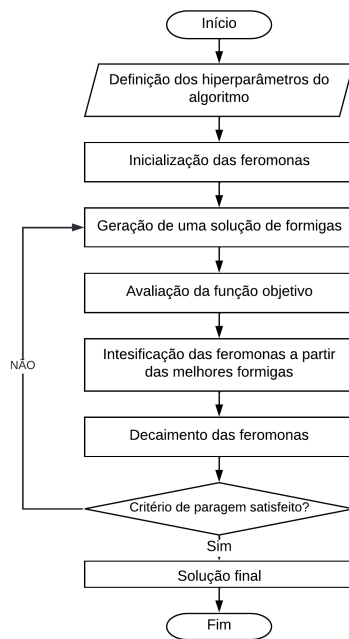 Início
Definição dos hiperparâmetros do
algoritmo
Inicialização das feromonas
Geração de uma solução de formigas
Avaliação da função objetivo
Intesificação das feromonas a partir
das melhores formigas
NÃO
Decaimento das feromonas
Critério de paragem satisfeito?
Sim
Solução final
Fim